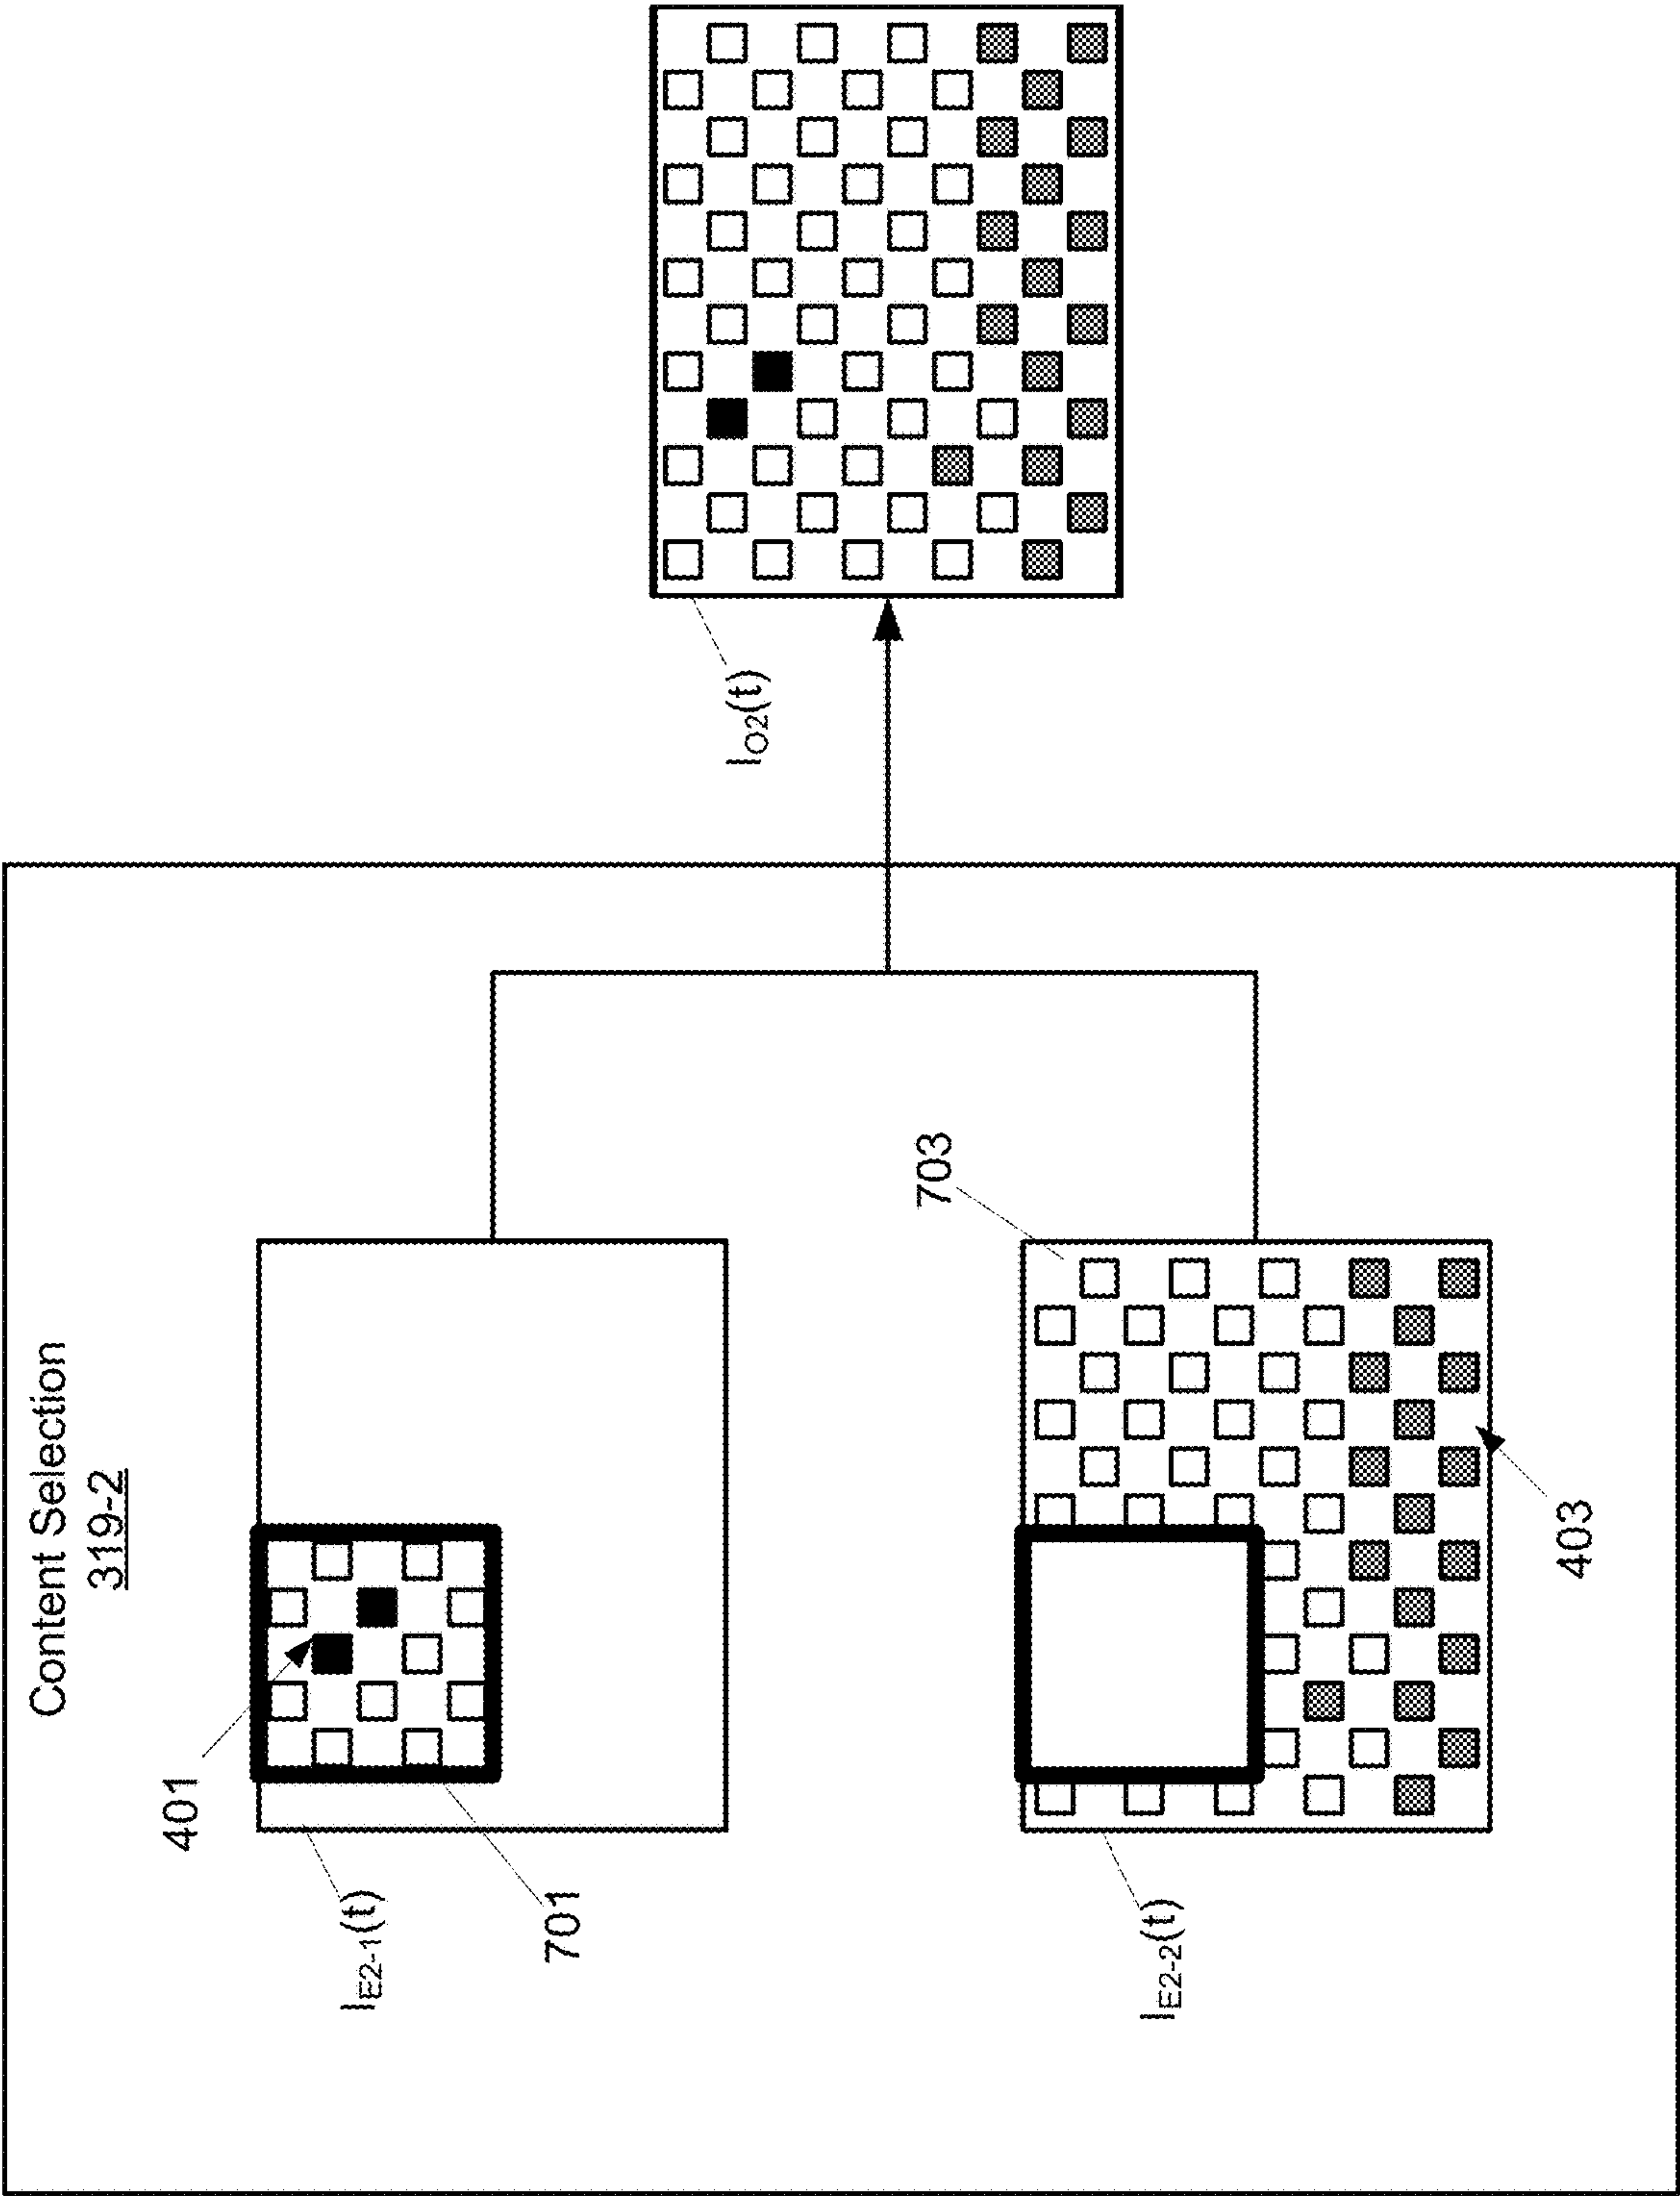 Content Selection
319-2
401
I_E2-1(t)
701
703
I_E2-2(t)
403
I_O2(t)